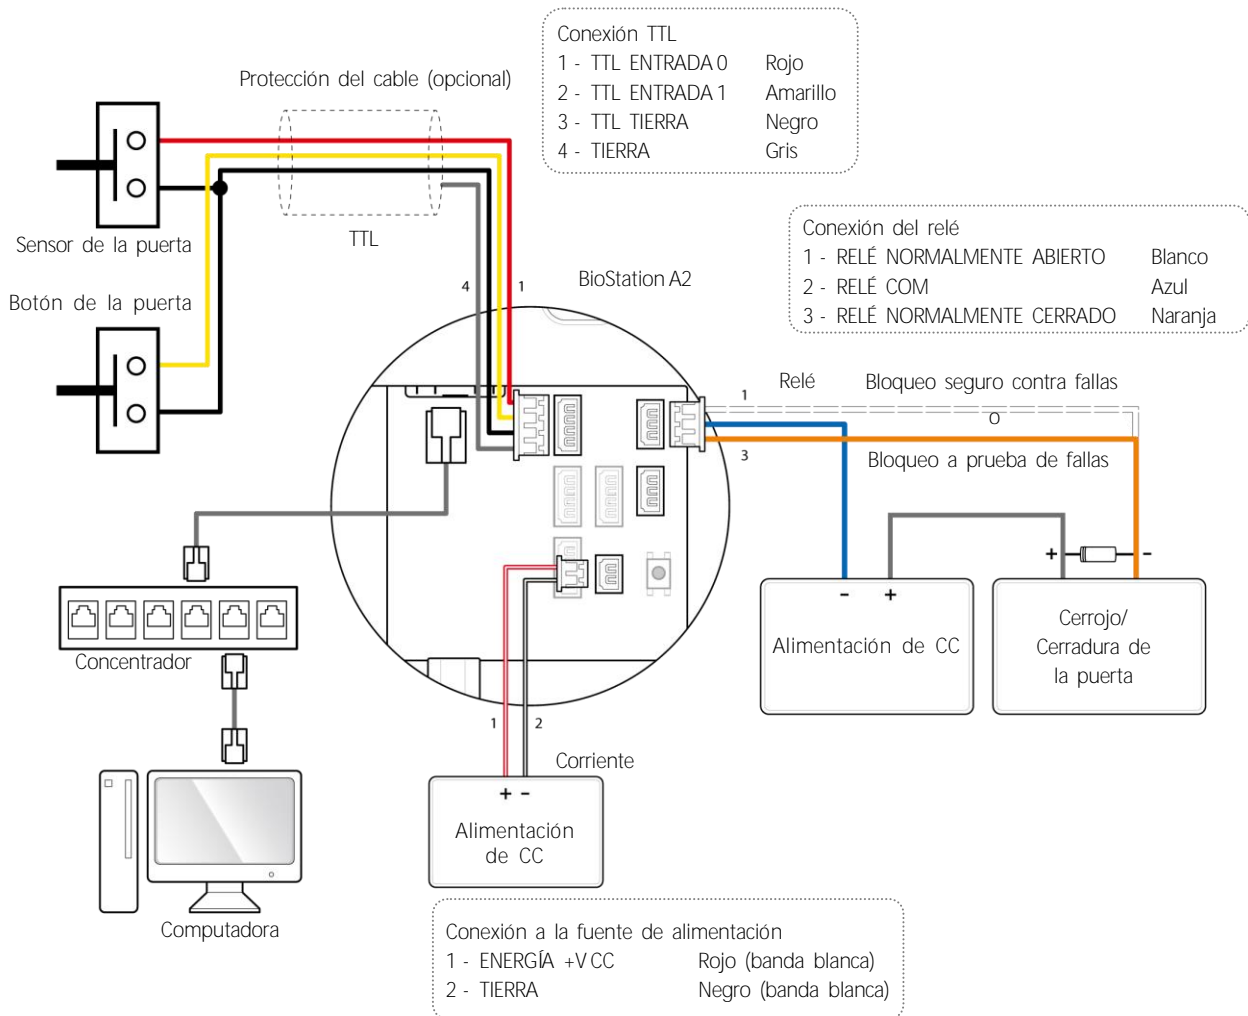 Conexión TTL
1 - TTL ENTRADA 0 Rojo
2 - TTL ENTRADA 1 Amarillo
3 - TTL TIERRA Negro
4 - TIERRA Gris
Protección del cable (opcional)
TTL
Sensor de la puerta
Botón de la puerta
4
1
BioStation A2
Conexión del relé
1 - RELÉ NORMALMENTE ABIERTO Blanco
2 - RELÉ COM Azul
3 - RELÉ NORMALMENTE CERRADO Naranja
Relé
1
3
Bloqueo seguro contra fallas
O
Bloqueo a prueba de fallas
+ -
- +
Alimentación de CC
Cerrojo/
Cerradura de
la puerta
Concentrador
Computadora
1
2
Corriente
+ -
Alimentación
de CC
Conexión a la fuente de alimentación
1 - ENERGÍA +V CC Rojo (banda blanca)
2 - TIERRA Negro (banda blanca)